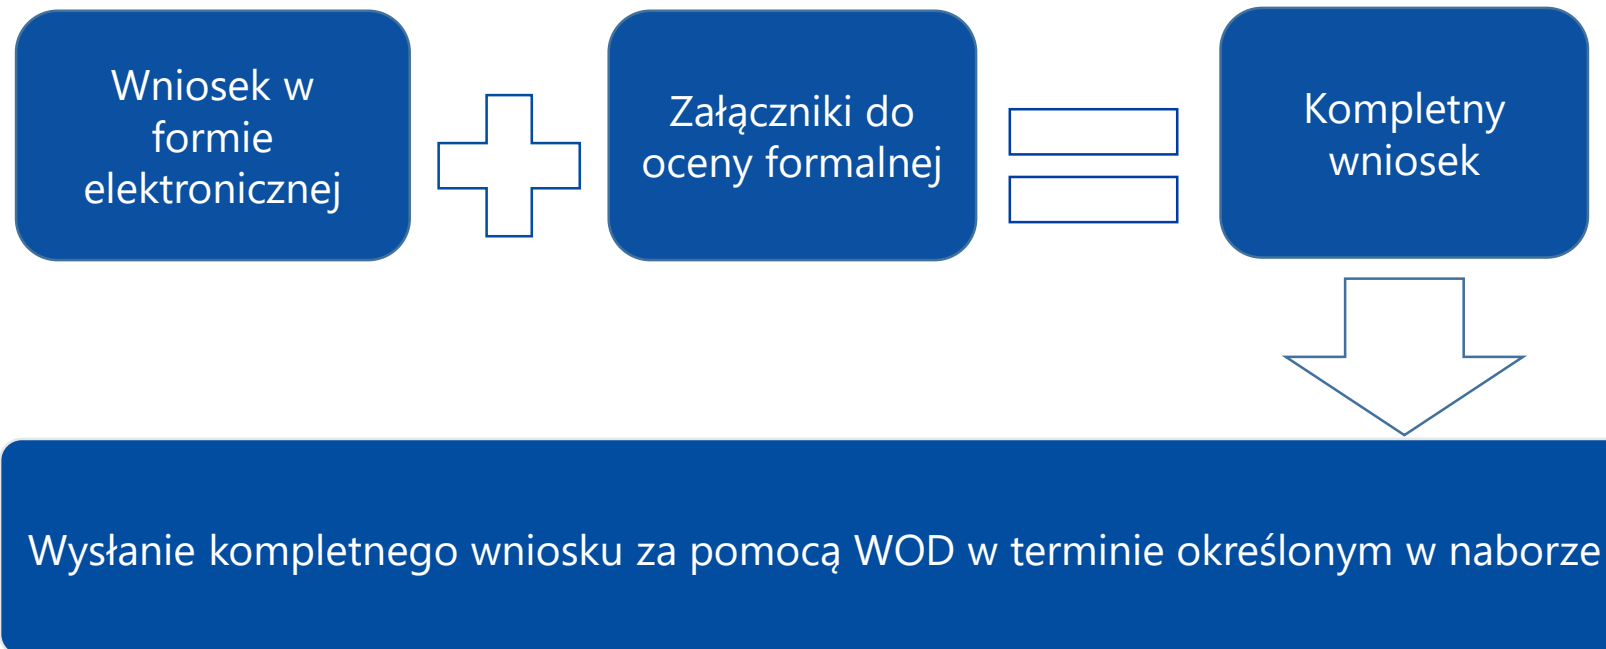 Wniosek w
formie
elektronicznej
Załączniki do
oceny formalnej
Kompletny
wniosek
Wysłanie kompletnego wniosku za pomocą WOD w terminie określonym w naborze